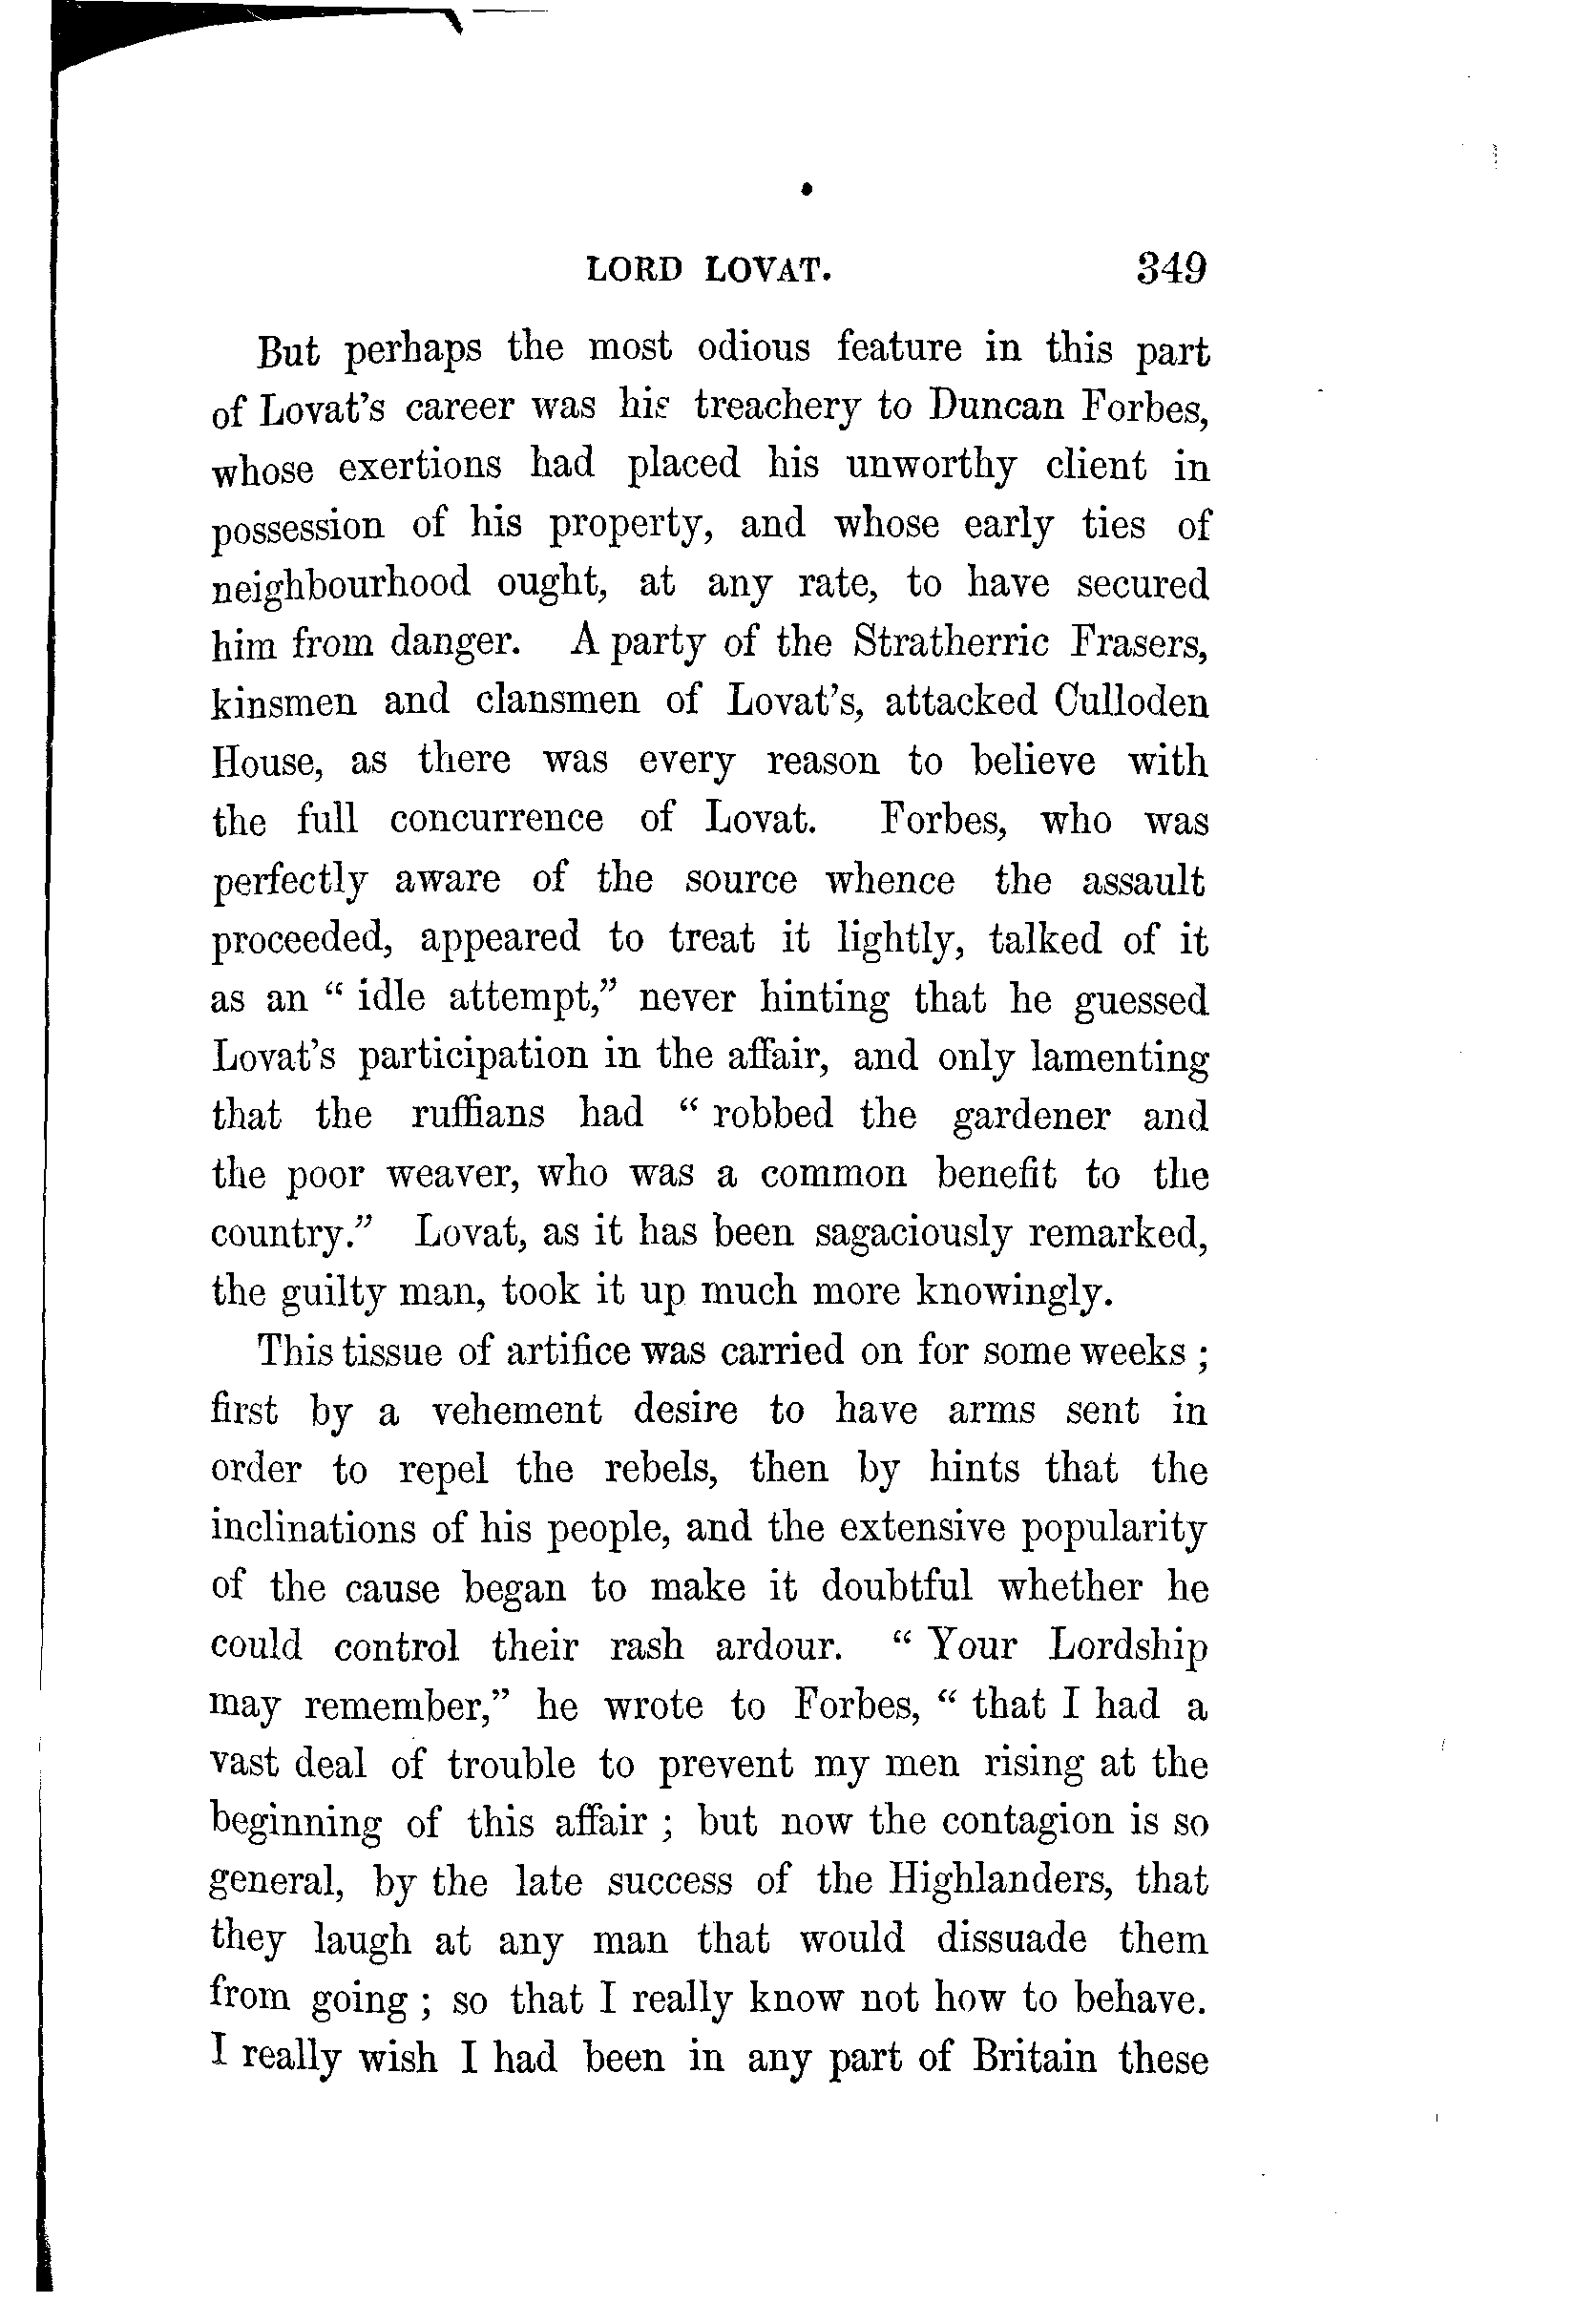 LORD LOVAT. 349
But perhaps the most odious feature in this part
of Lovat's career was his treachery to Duncan Forbes,
whose exertions had placed his unworthy client in
possession of his property, and whose early ties of
neighbourhood ought, at any rate, to have secured
him from danger. A party of the Stratherric Frasers,
kinsmen and clansmen of Lovat's, attacked Culloden
House, as there was every reason to believe with
the full concurrence of Lovat. Forbes, who was
perfectly aware of the source whence the assault
proceeded, appeared to treat it lightly, talked of it
as an “ idle attempt,” never hinting that he guessed
Lovat's participation in the affair, and only lamenting
that the ruffians had “ robbed the gardener and
the poor weaver, who was a common benefit to the
country.” Lovat, as it has been sagaciously remarked,
the guilty man, took it up much more knowingly.
This tissue of artifice was carried on for some weeks ;
first by a vehement desire to have arms sent in
order to repel the rebels, then by hints that the
inclinations of his people, and the extensive popularity
of the cause began to make it doubtful whether he
could control their rash ardour. “ Your Lordship
may remember,” he wrote to Forbes, “ that I had a
vast deal of trouble to prevent my men rising at the
beginning of this affair ; but now the contagion is so
general, by the late success of the Highlanders, that
they laugh at any man that would dissuade them
from going ; so that I really know not how to behave.
I really wish I had been in any part of Britain these